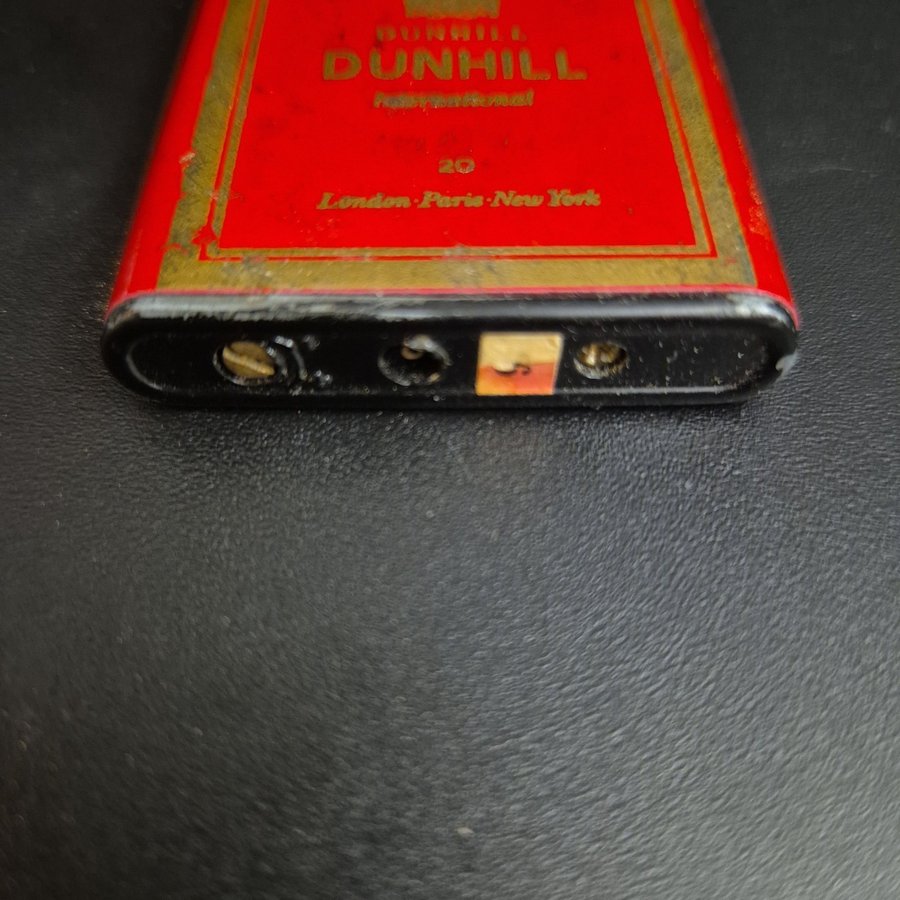 DUNHILL
DUNHILL
International
20
London·Paris·New York